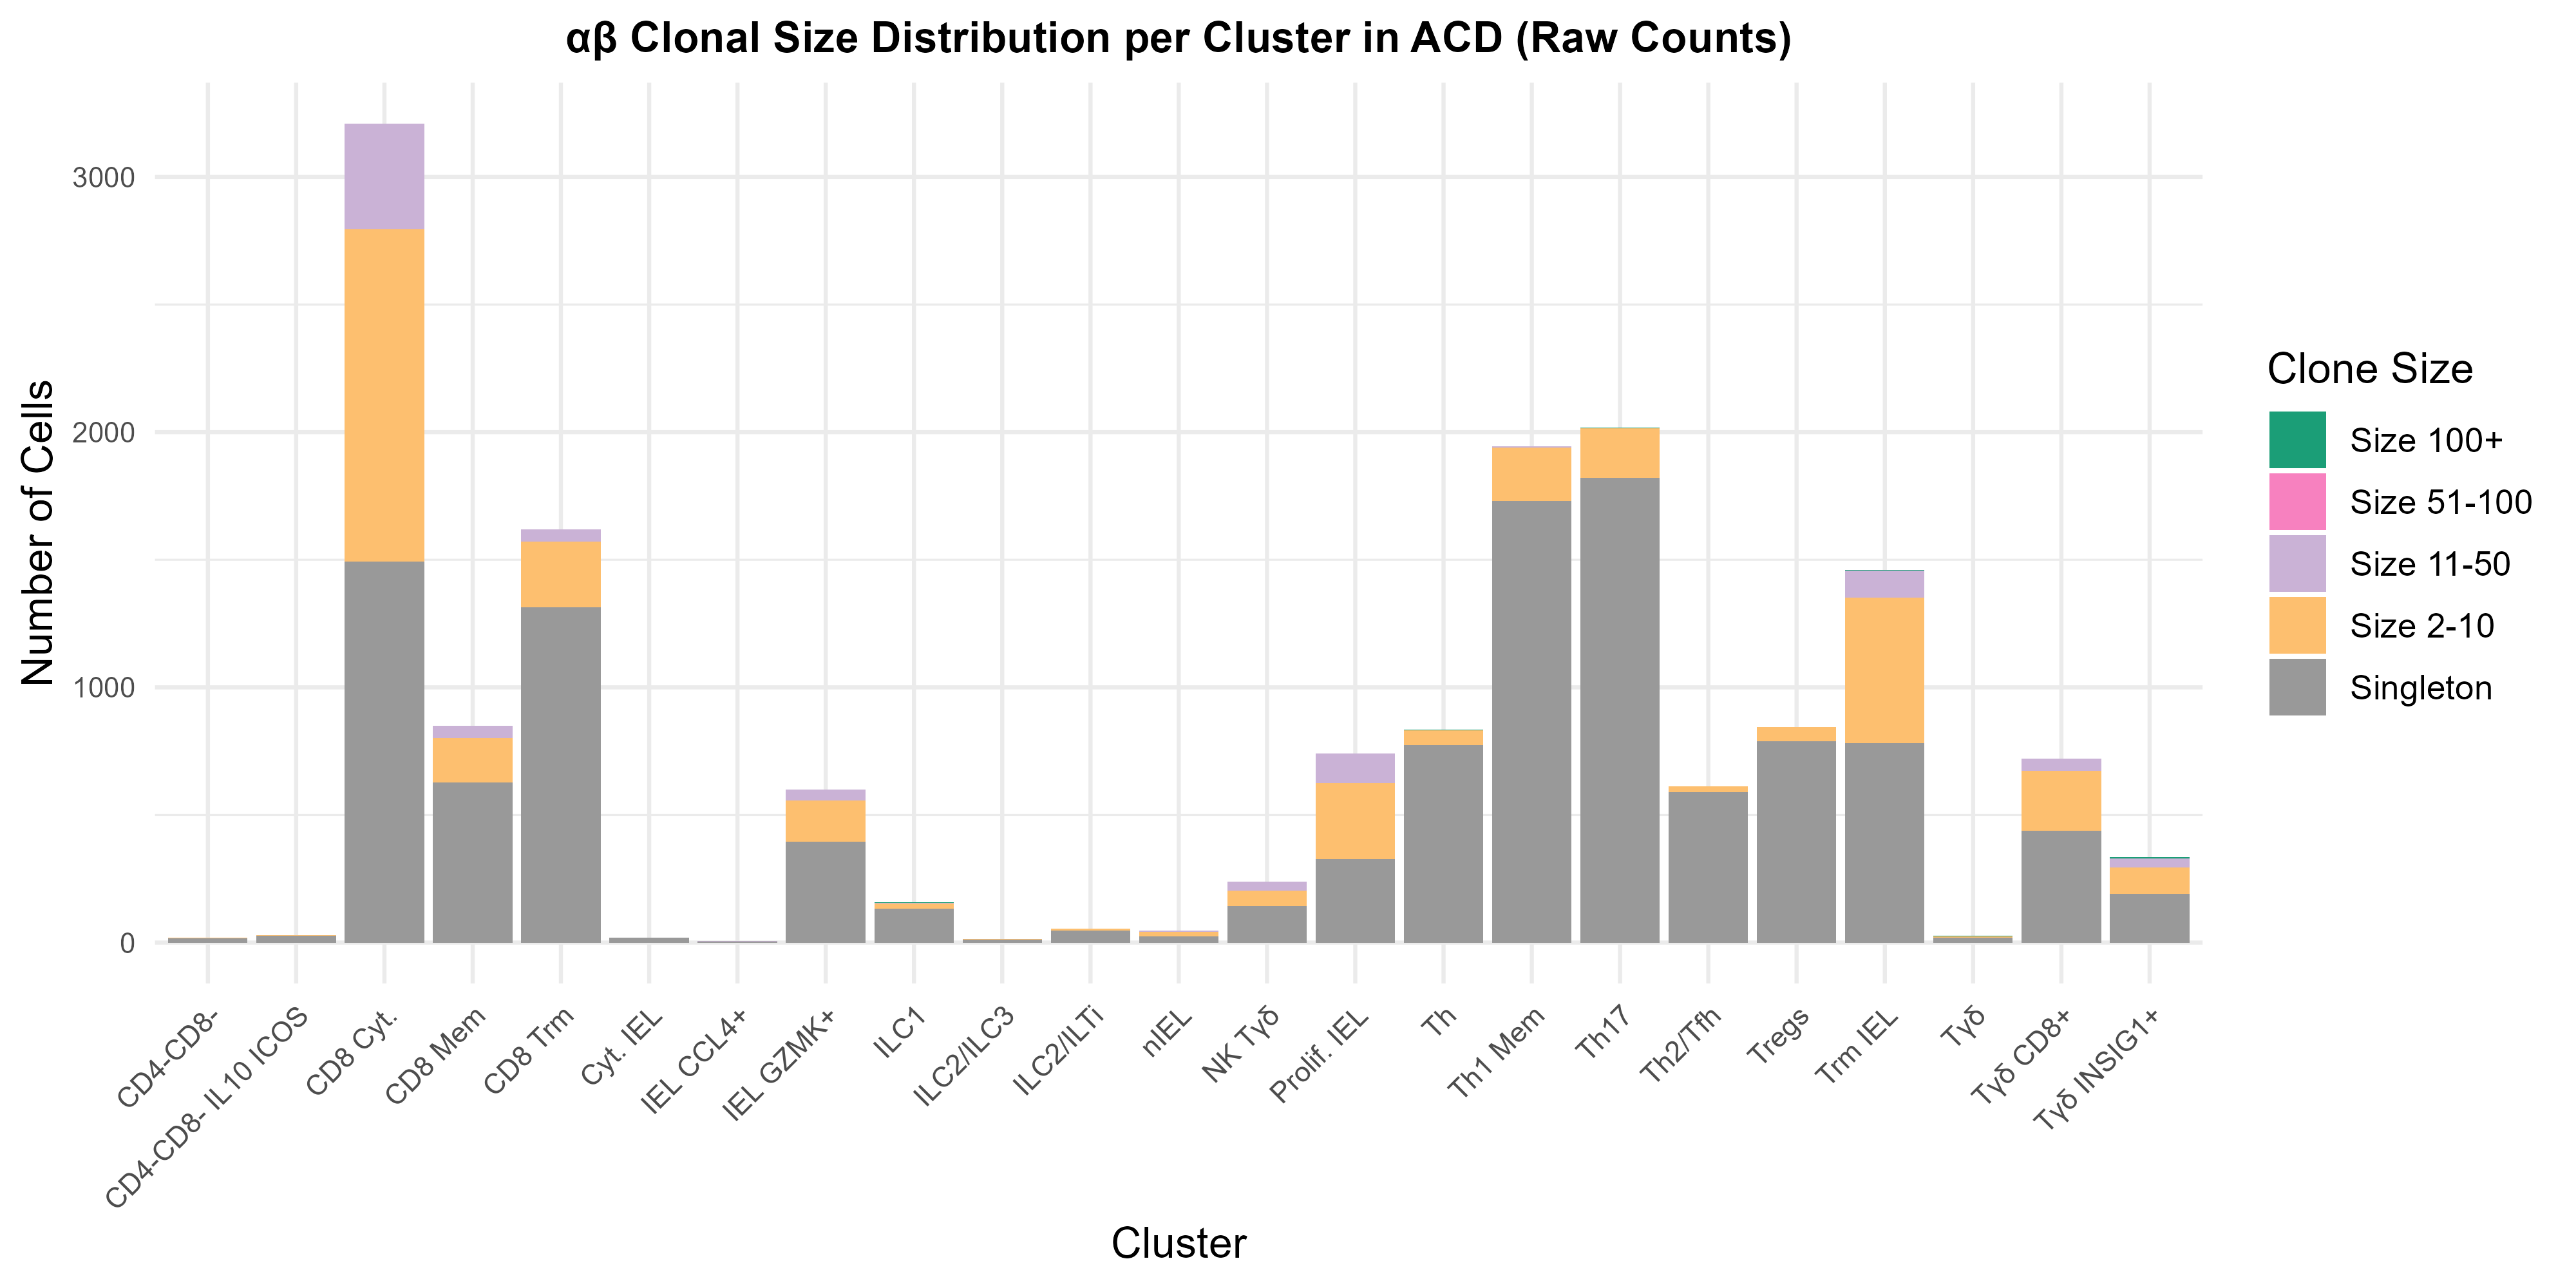 αβ Clonal Size Distribution per Cluster in ACD (Raw Counts)
Number of Cells
3000
2000
1000
0
CD4-CD8-
CD4-CD8- IL10 ICOS
CD8 Cyt.
CD8 Mem
CD8 Trm
Cyt. IEL
IEL CCL4+
IEL GZMK+
ILC1
ILC2/ILC3
ILC2/ILTi
nIEL
NK Tγδ
Prolif. IEL
Th
Th1 Mem
Th17
Th2/Tfh
Tregs
Trm IEL
Tγδ
Tγδ CD8+
Tγδ INSIG1+
Cluster
Clone Size
Size 100+
Size 51-100
Size 11-50
Size 2-10
Singleton